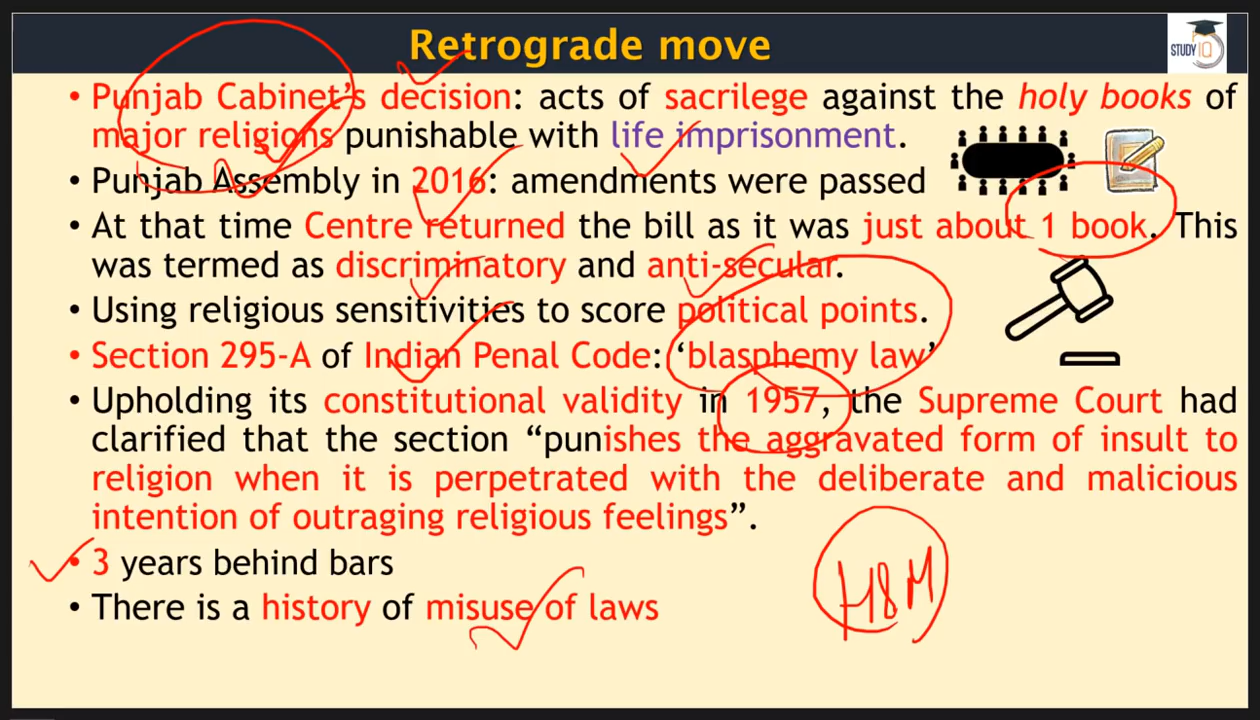 Retrograde move
STUDY IQ
• Punjab Cabinet's decision: acts of sacrilege against the holy books of
major religions punishable with life imprisonment.
• Punjab Assembly in 2016: amendments were passed
• At that time Centre returned the bill as it was just about 1 book. This
was termed as discriminatory and anti-secular.
• Using religious sensitivities to score political points.
• Section 295-A of Indian Penal Code: ‘blasphemy law’
• Upholding its constitutional validity in 1957, the Supreme Court had
clarified that the section “punishes the aggravated form of insult to
religion when it is perpetrated with the deliberate and malicious
intention of outraging religious feelings”.
• 3 years behind bars
• There is a history of misuse of laws